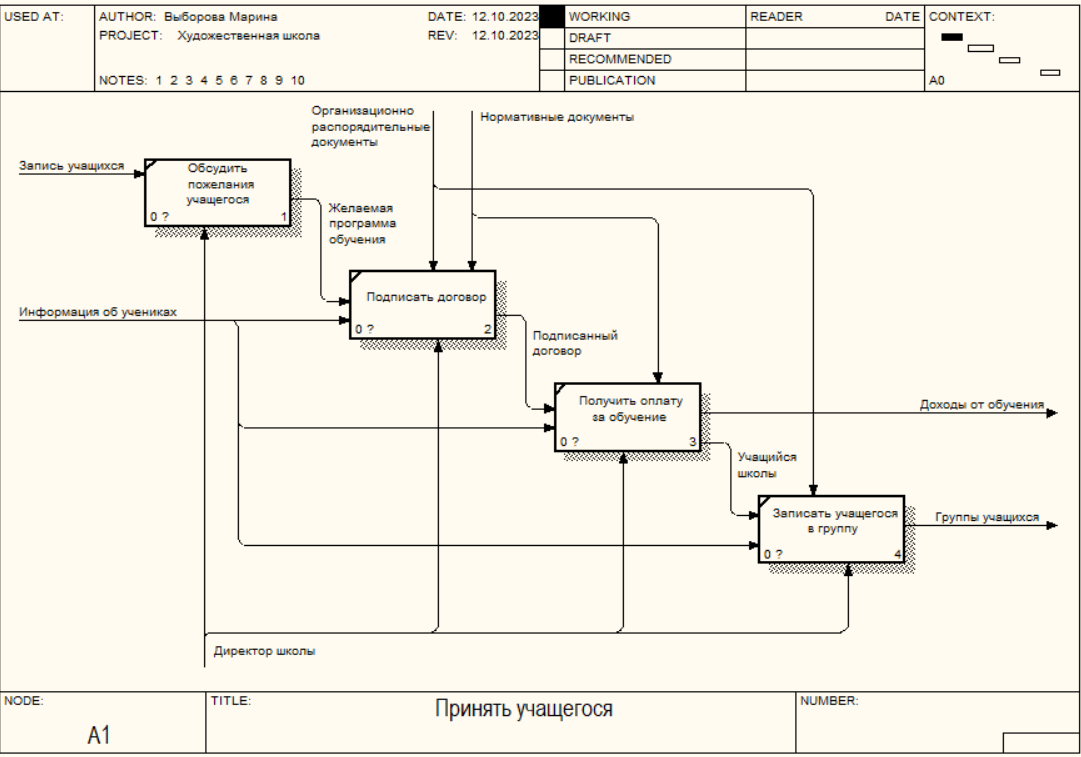 USED AT:
AUTHOR: Выборова Марина
DATE: 12.10.2023
WORKING
READER
DATE
CONTEXT:
PROJECT: Художественная школа
REV: 12.10.2023
DRAFT
RECOMMENDED
NOTES: 1 2 3 4 5 6 7 8 9 10
PUBLICATION
A0
Организационно
распорядительные
документы
Нормативные документы
Запись учащихся
Обсудить
пожелания
учащегося
0 ?
1
Желаемая
программа
обучения
Информация об учениках
Подписать договор
0 ?
2
Подписанный
договор
Получить оплату
за обучение
0 ?
3
Доходы от обучения
Учащийся
школы
Записать учащегося
в группу
0 ?
4
Группы учащихся
Директор школы
NODE:
A1
TITLE:
Принять учащегося
NUMBER: